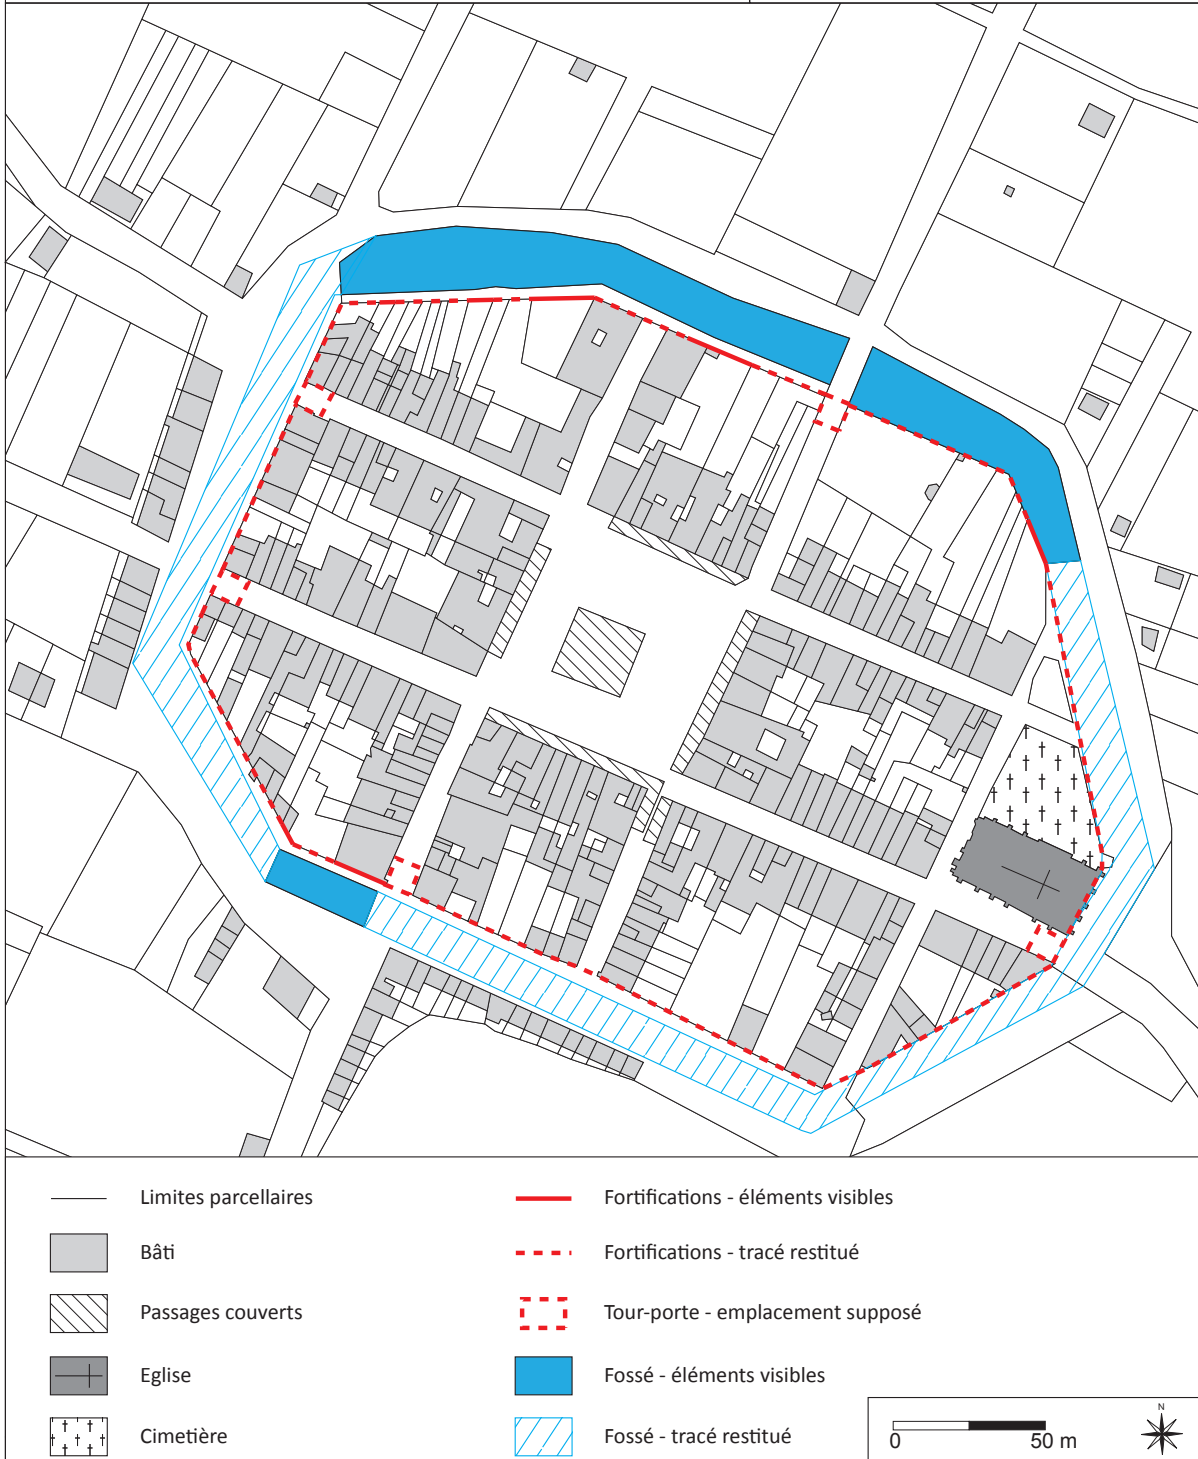 Limites parcellaires
Bâti
Passages couverts
Eglise
Cimetière
Fortifications - éléments visibles
Fortifications - tracé restitué
Tour-porte - emplacement supposé
Fossé - éléments visibles
Fossé - tracé restitué
0 50 m
N